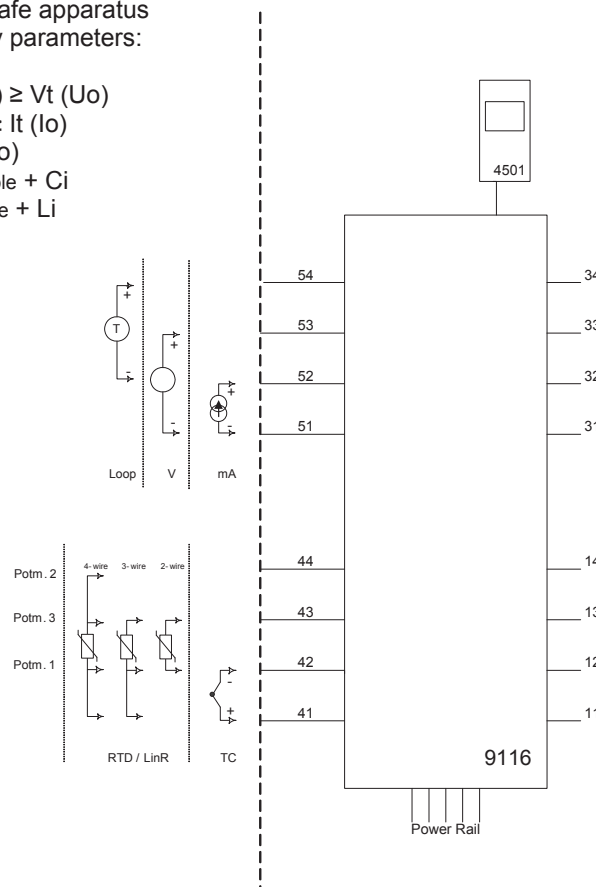 afe apparatus
parameters:
) ≥ Vt (Uo)
It (Io)
o)
le + Ci
e + Li
4501
54
34
53
33
52
32
51
31
T
+
-
+
-
+
-
Loop V mA
44
14
43
13
42
12
41
11
Potm. 2
4-wire 3-wire 2-wire
Potm. 3
Potm. 1
-
+
RTD / LinR TC
9116
Power Rail